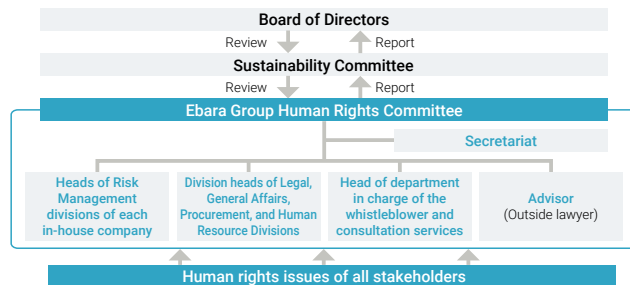 Board of Directors
Review
Report
Sustainability Committee
Review
Report
Ebara Group Human Rights Committee
Secretariat
Heads of Risk
Management
divisions of each
in-house company
Division heads of Legal,
General Affairs,
Procurement, and Human
Resource Divisions
Head of department
in charge of the
whistleblower and
consultation services
Advisor
(Outside lawyer)
Human rights issues of all stakeholders